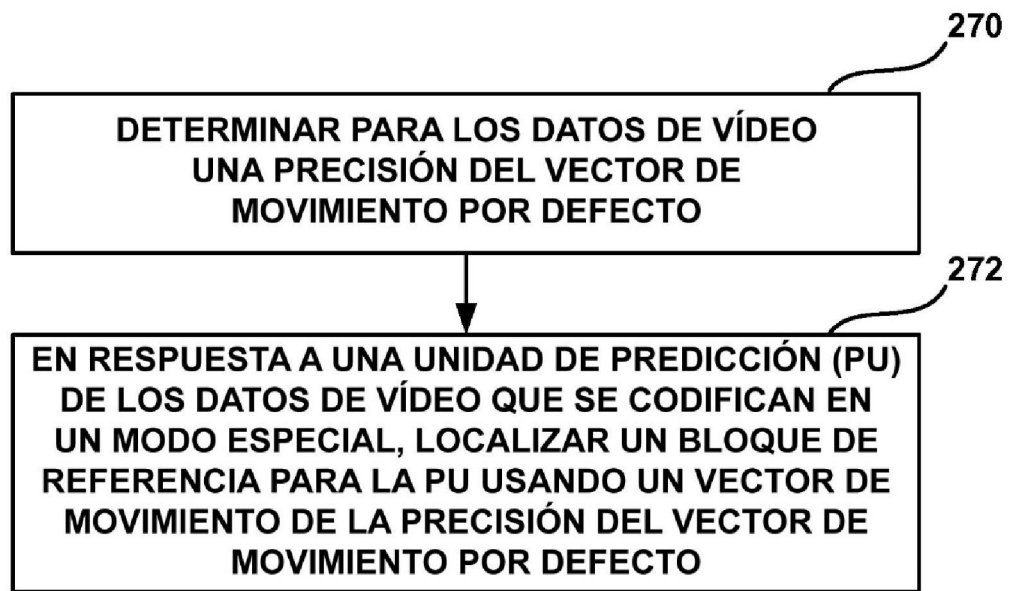 270
DETERMINAR PARA LOS DATOS DE VÍDEO
UNA PRECISIÓN DEL VECTOR DE
MOVIMIENTO POR DEFECTO
272
EN RESPUESTA A UNA UNIDAD DE PREDICCIÓN (PU)
DE LOS DATOS DE VÍDEO QUE SE CODIFICAN EN
UN MODO ESPECIAL, LOCALIZAR UN BLOQUE DE
REFERENCIA PARA LA PU USANDO UN VECTOR DE
MOVIMIENTO DE LA PRECISIÓN DEL VECTOR DE
MOVIMIENTO POR DEFECTO